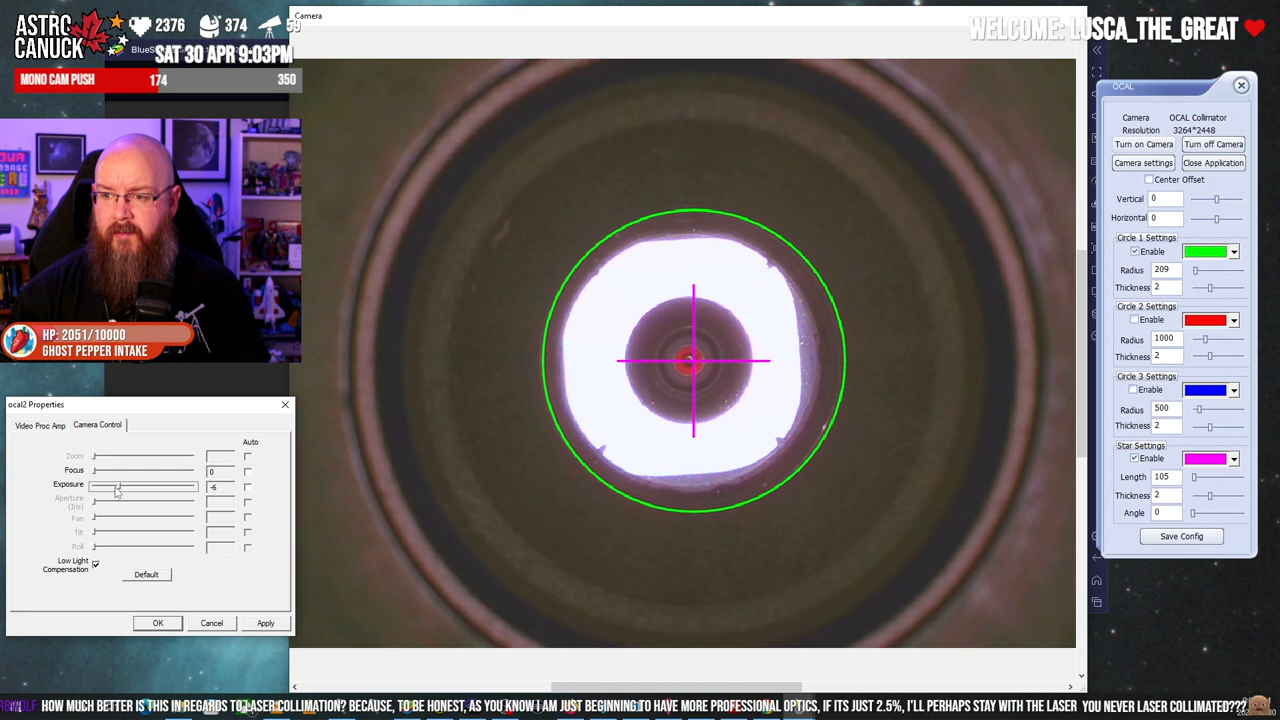 ASTRO
CANUCK
2376
374
59
BlueS
SAT 30 APR 9:03PM
MONO CAM PUSH 174 350
Camera
WELCOME: LUSCA_THE_GREAT
HP: 2051/10000
GHOST PEPPER INTAKE
ocal2 Properties
Video Proc Amp Camera Control
Auto
Zoom
Focus 0
Exposure -6
Aperture
(Iris)
Pan
Tilt
Roll
Low Light
Compensation
Default
OK Cancel Apply
OCAL
Camera OCAL Collimator
Resolution 3264*2448
Turn on Camera Turn off Camera
Camera settings Close Application
Center Offset
Vertical 0
Horizontal 0
Circle 1 Settings
Enable
Radius 209
Thickness 2
Circle 2 Settings
Enable
Radius 1000
Thickness 2
Circle 3 Settings
Enable
Radius 500
Thickness 2
Star Settings
Enable
Length 105
Thickness 2
Angle 0
Save Config
HOW MUCH BETTER IS THIS IN REGARDS TO LASER COLLIMATION? BECAUSE, TO BE HONEST, AS YOU KNOW I AM JUST BEGINNING TO HAVE MORE PROFESSIONAL OPTICS, IF ITS JUST 2.5%, I'LL PERHAPS STAY WITH THE LASER YOU NEVER LASER COLLIMATED???